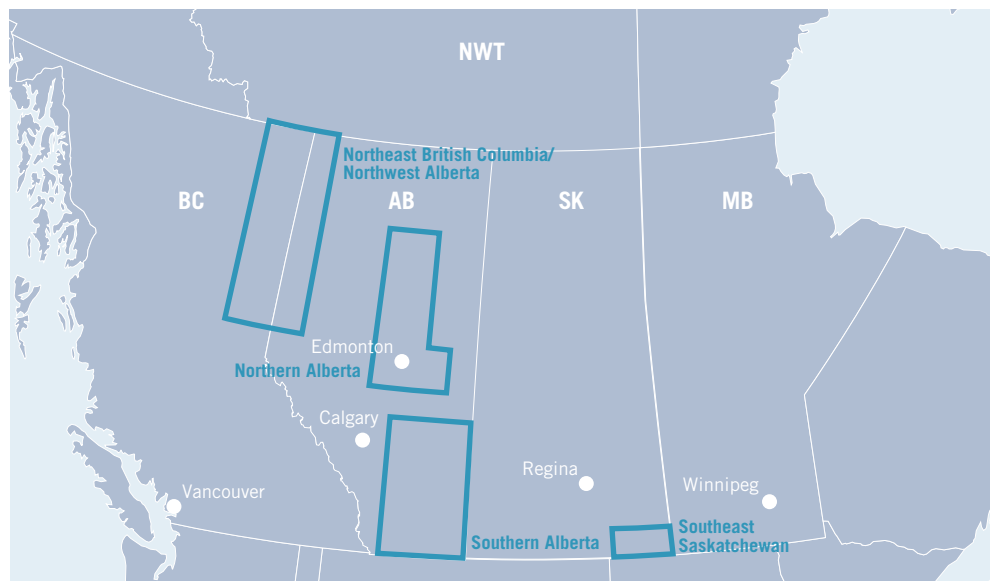 NWT
Northeast British Columbia/
Northwest Alberta
BC
AB
SK
MB
Edmonton
Northern Alberta
Calgary
Regina
Winnipeg
Vancouver
Southern Alberta
Southeast
Saskatchewan